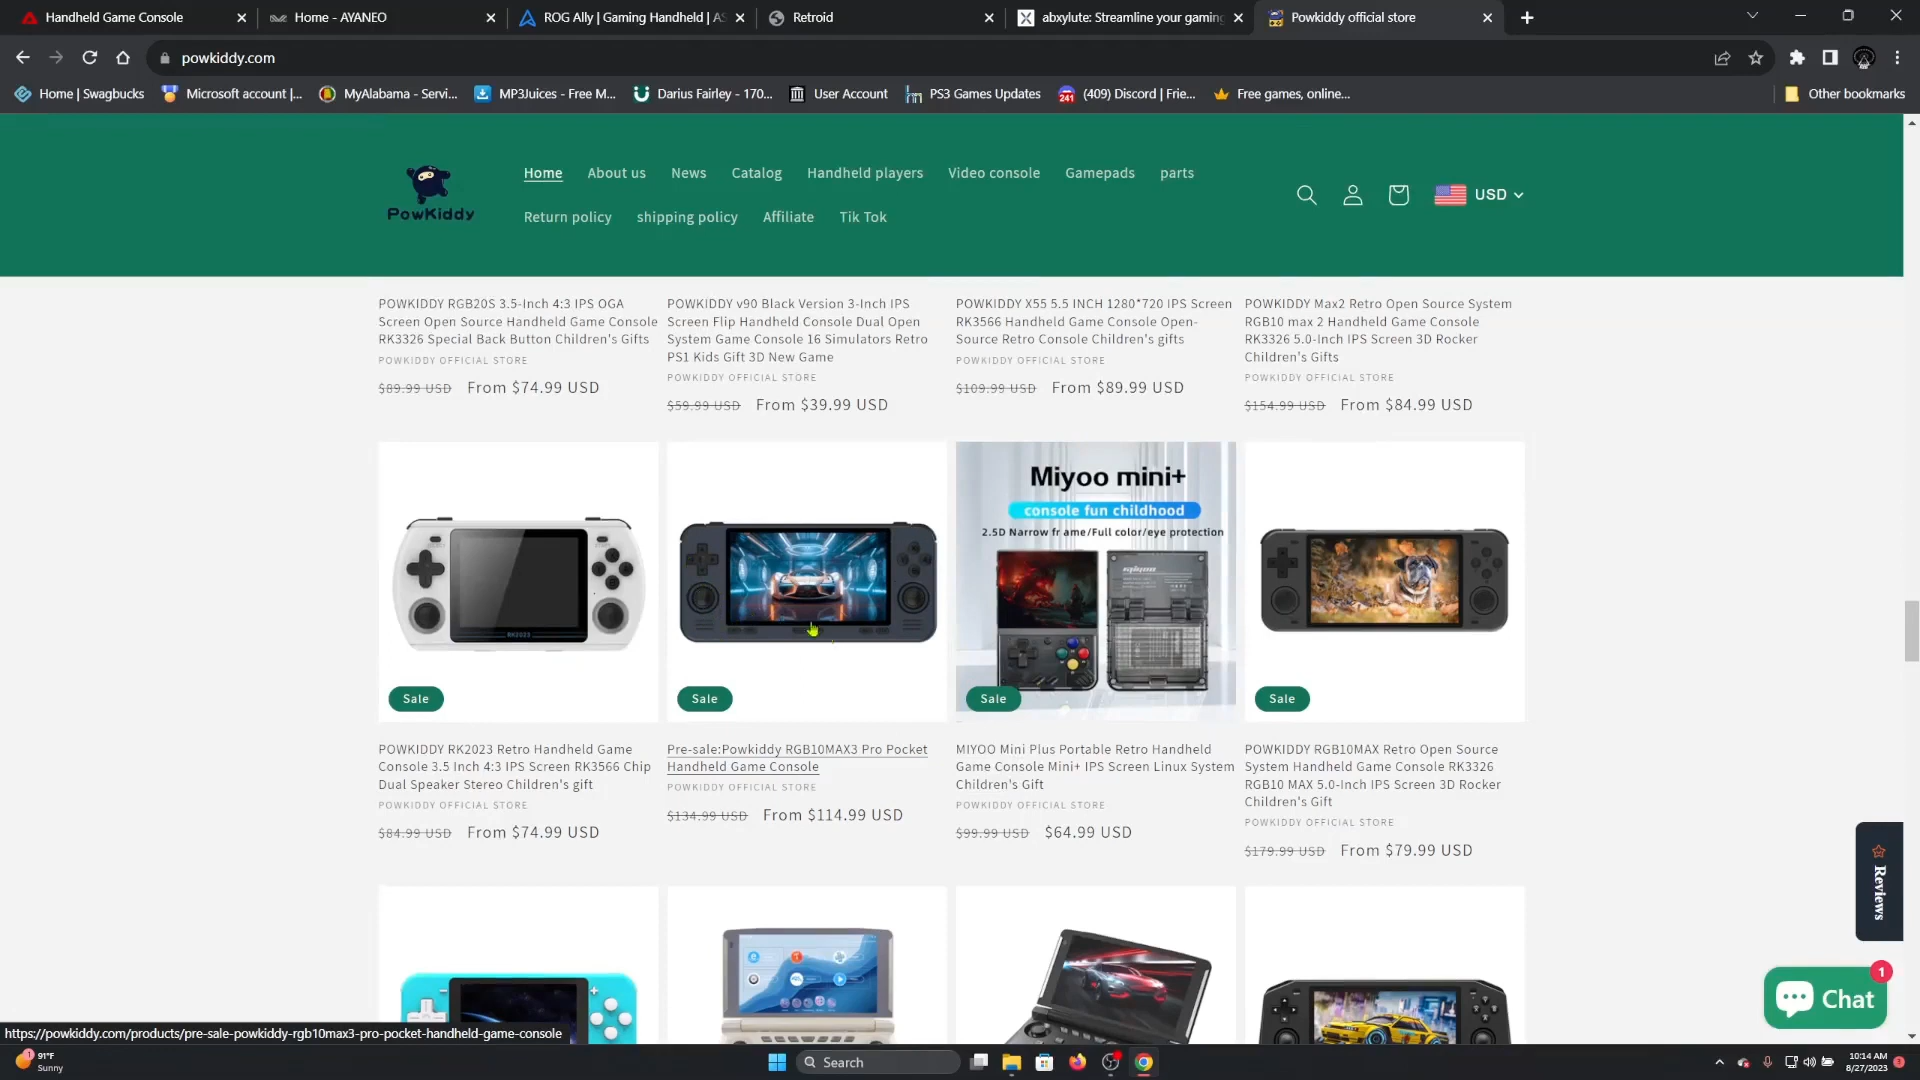 Handheld Game Console
Home - AYANEO
ROG Ally | Gaming Handheld | AS
Retroid
abxylute: Streamline your gaming
Powkiddy official store
powkiddy.com
Home | Swagbucks
Microsoft account |...
MyAlabama - Servi...
MP3Juices - Free M...
Darius Fairley - 170...
User Account
PS3 Games Updates
241
(409) Discord | Frie...
Free games, online...
Other bookmarks
PowKiddy
Home
About us
News
Catalog
Handheld players
Video console
Gamepads
parts
Return policy
shipping policy
Affiliate
Tik Tok
USD
POWKIDDY RGB20S 3.5-Inch 4:3 IPS OGA
Screen Open Source Handheld Game Console
RK3326 Special Back Button Children's Gifts
POWKIDDY OFFICIAL STORE
$89.99 USD From $74.99 USD
POWKIDDY v90 Black Version 3-Inch IPS
Screen Flip Handheld Console Dual Open
System Game Console 16 Simulators Retro
PS1 Kids Gift 3D New Game
POWKIDDY OFFICIAL STORE
$59.99 USD From $39.99 USD
POWKIDDY X55 5.5 INCH 1280*720 IPS Screen
RK3566 Handheld Game Console Open-
Source Retro Console Children's gifts
POWKIDDY OFFICIAL STORE
$109.99 USD From $89.99 USD
POWKIDDY Max2 Retro Open Source System
RGB10 max 2 Handheld Game Console
RK3326 5.0-Inch IPS Screen 3D Rocker
Children's Gifts
POWKIDDY OFFICIAL STORE
$154.99 USD From $84.99 USD
RK2023
Sale
Sale
Miyoo mini+
console fun childhood
2.5D Narrow fr ame/Full color/eye protection
Sale
Sale
POWKIDDY RK2023 Retro Handheld Game
Console 3.5 Inch 4:3 IPS Screen RK3566 Chip
Dual Speaker Stereo Children's gift
POWKIDDY OFFICIAL STORE
$84.99 USD From $74.99 USD
Pre-sale:Powkiddy RGB10MAX3 Pro Pocket
Handheld Game Console
POWKIDDY OFFICIAL STORE
$134.99 USD From $114.99 USD
MIYOO Mini Plus Portable Retro Handheld
Game Console Mini+ IPS Screen Linux System
Children's Gift
POWKIDDY OFFICIAL STORE
$99.99 USD $64.99 USD
POWKIDDY RGB10MAX Retro Open Source
System Handheld Game Console RK3326
RGB10 MAX 5.0-Inch IPS Screen 3D Rocker
Children's Gift
POWKIDDY OFFICIAL STORE
$179.99 USD From $79.99 USD
Reviews
1
Chat
https://powkiddy.com/products/pre-sale-powkiddy-rgb10max3-pro-pocket-handheld-game-console
1
91°F
Sunny
Search
10:14 AM
8/27/2023